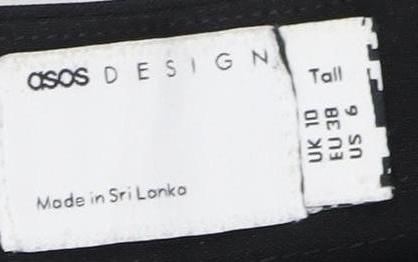 asos DESIGN
Made in Sri Lanka
Tall
UK 10
EU 38
US 6